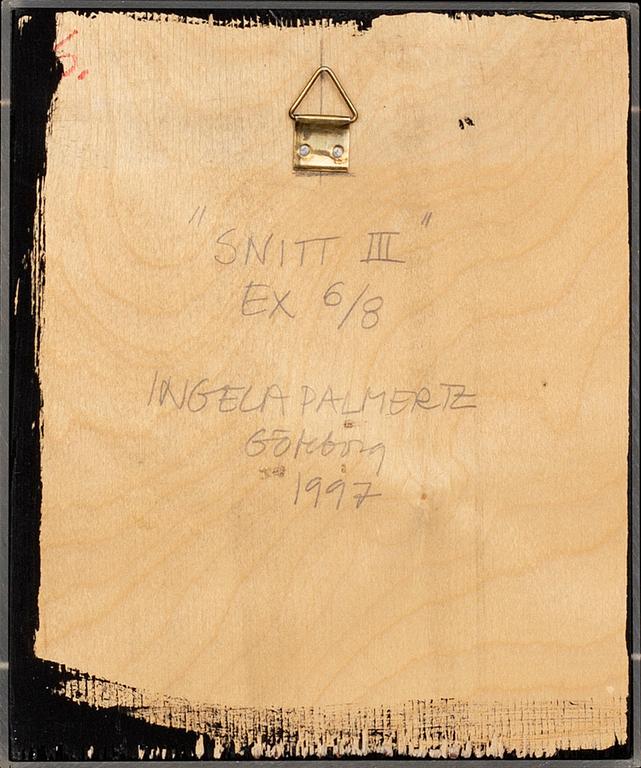 "SNITT III"
EX 6/8
INGELA PALMERTZ
Göteborg
1997